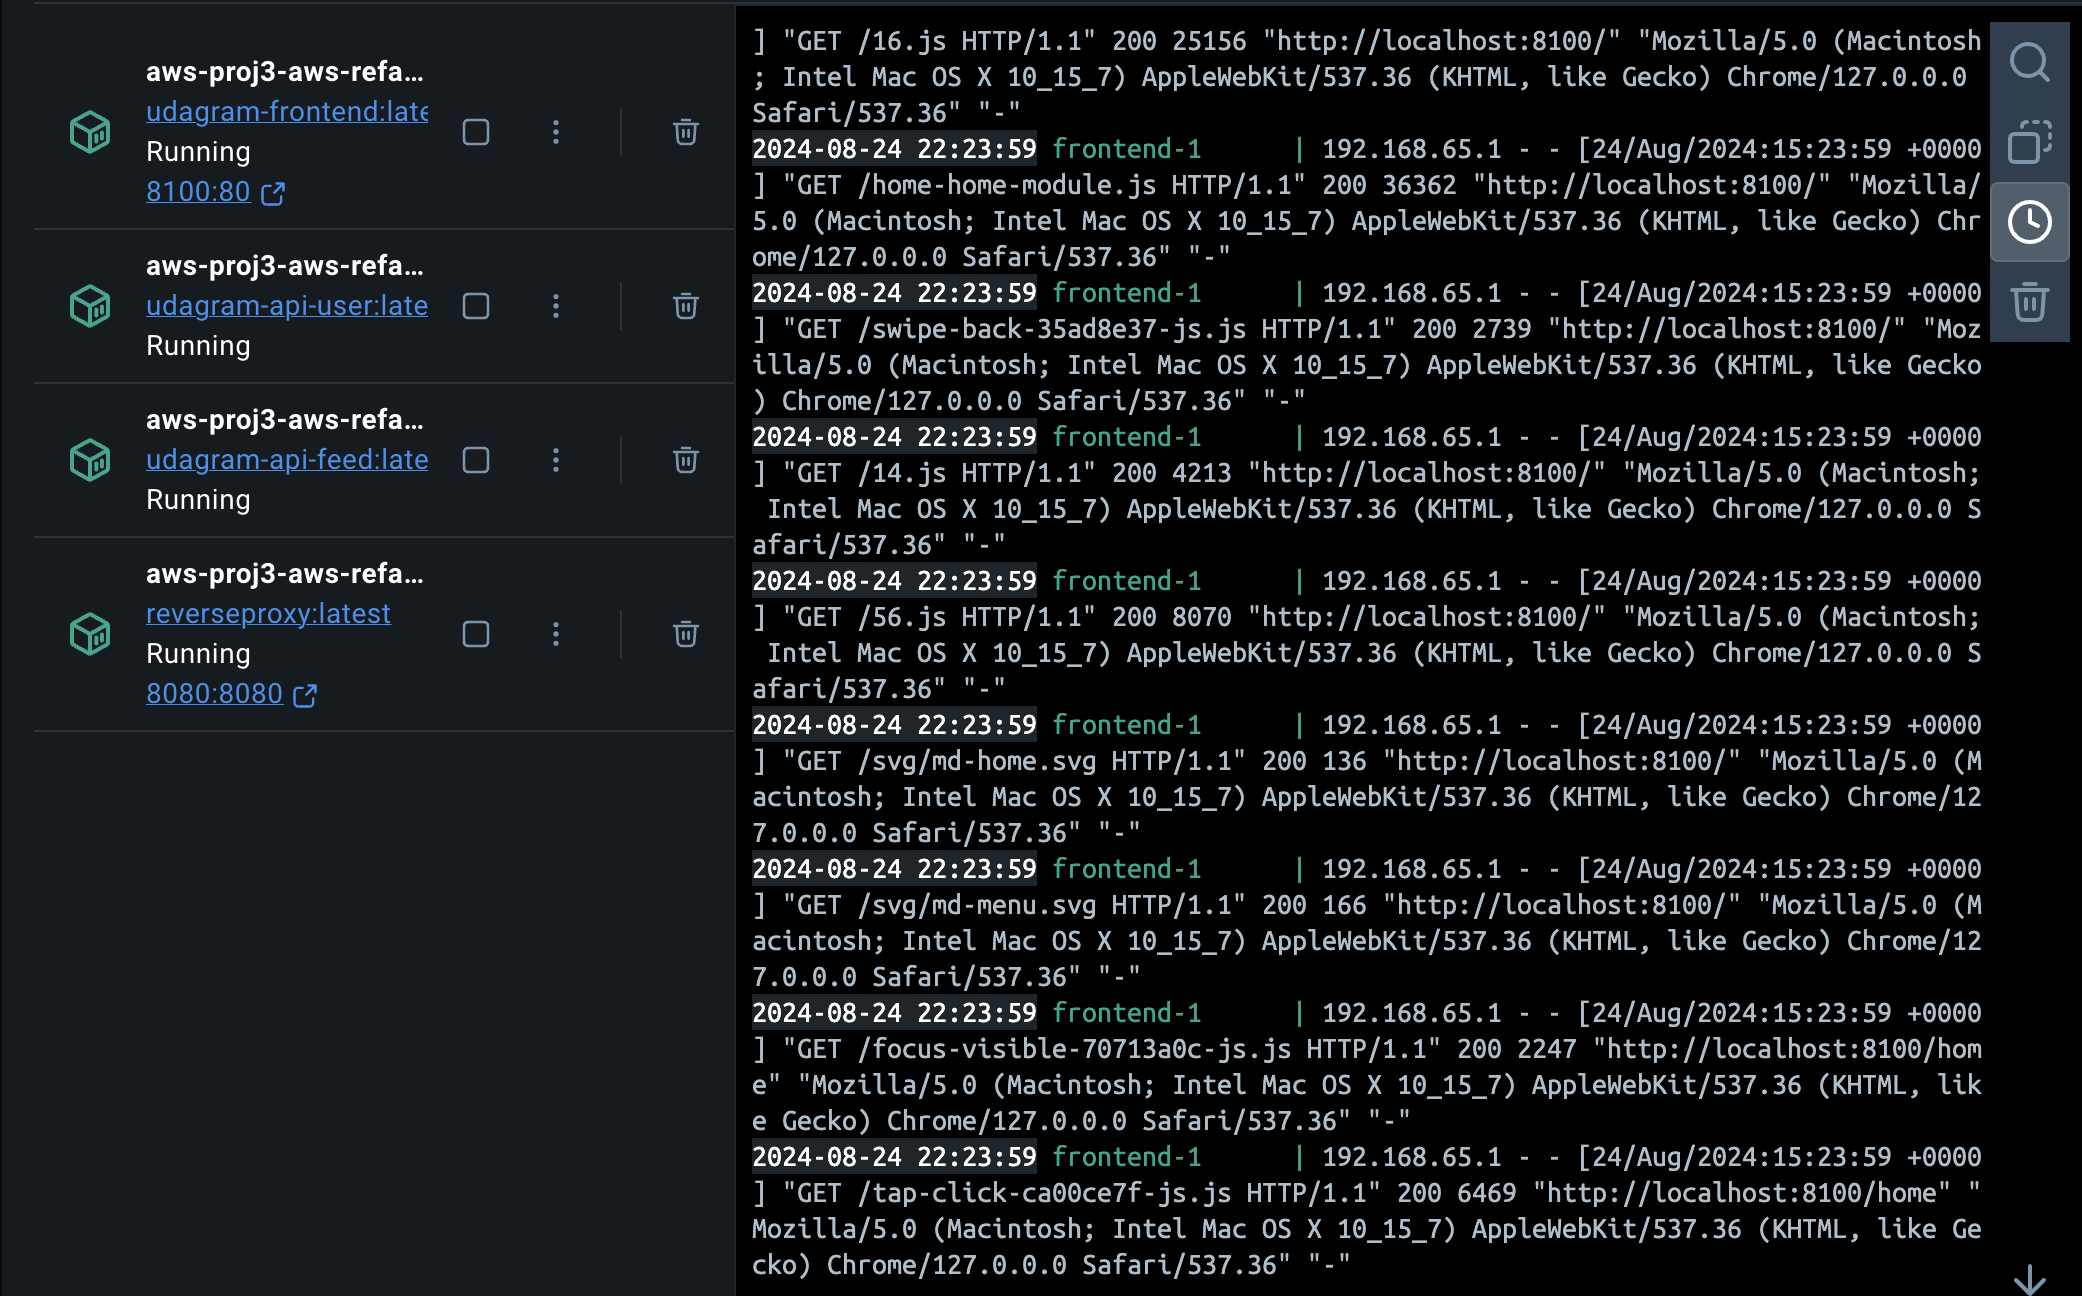 aws-proj3-aws-refa...
udagram-frontend:late
Running
8100:80
aws-proj3-aws-refa...
udagram-api-user:late
Running
aws-proj3-aws-refa...
udagram-api-feed:late
Running
aws-proj3-aws-refa...
reverseproxy:latest
Running
8080:8080
] "GET /16.js HTTP/1.1" 200 25156 "http://localhost:8100/" "Mozilla/5.0 (Macintosh
; Intel Mac OS X 10_15_7) AppleWebKit/537.36 (KHTML, like Gecko) Chrome/127.0.0.0
Safari/537.36" "-"
2024-08-24 22:23:59 frontend-1 | 192.168.65.1 - - [24/Aug/2024:15:23:59 +0000
] "GET /home-home-module.js HTTP/1.1" 200 36362 "http://localhost:8100/" "Mozilla/
5.0 (Macintosh; Intel Mac OS X 10_15_7) AppleWebKit/537.36 (KHTML, like Gecko) Chr
ome/127.0.0.0 Safari/537.36" "-"
2024-08-24 22:23:59 frontend-1 | 192.168.65.1 - - [24/Aug/2024:15:23:59 +0000
] "GET /swipe-back-35ad8e37-js.js HTTP/1.1" 200 2739 "http://localhost:8100/" "Moz
illa/5.0 (Macintosh; Intel Mac OS X 10_15_7) AppleWebKit/537.36 (KHTML, like Gecko
) Chrome/127.0.0.0 Safari/537.36" "-"
2024-08-24 22:23:59 frontend-1 | 192.168.65.1 - - [24/Aug/2024:15:23:59 +0000
] "GET /14.js HTTP/1.1" 200 4213 "http://localhost:8100/" "Mozilla/5.0 (Macintosh;
Intel Mac OS X 10_15_7) AppleWebKit/537.36 (KHTML, like Gecko) Chrome/127.0.0.0 S
afari/537.36" "-"
2024-08-24 22:23:59 frontend-1 | 192.168.65.1 - - [24/Aug/2024:15:23:59 +0000
] "GET /56.js HTTP/1.1" 200 8070 "http://localhost:8100/" "Mozilla/5.0 (Macintosh;
Intel Mac OS X 10_15_7) AppleWebKit/537.36 (KHTML, like Gecko) Chrome/127.0.0.0 S
afari/537.36" "-"
2024-08-24 22:23:59 frontend-1 | 192.168.65.1 - - [24/Aug/2024:15:23:59 +0000
] "GET /svg/md-home.svg HTTP/1.1" 200 136 "http://localhost:8100/" "Mozilla/5.0 (M
acintosh; Intel Mac OS X 10_15_7) AppleWebKit/537.36 (KHTML, like Gecko) Chrome/12
7.0.0.0 Safari/537.36" "-"
2024-08-24 22:23:59 frontend-1 | 192.168.65.1 - - [24/Aug/2024:15:23:59 +0000
] "GET /svg/md-menu.svg HTTP/1.1" 200 166 "http://localhost:8100/" "Mozilla/5.0 (M
acintosh; Intel Mac OS X 10_15_7) AppleWebKit/537.36 (KHTML, like Gecko) Chrome/12
7.0.0.0 Safari/537.36" "-"
2024-08-24 22:23:59 frontend-1 | 192.168.65.1 - - [24/Aug/2024:15:23:59 +0000
] "GET /focus-visible-70713a0c-js.js HTTP/1.1" 200 2247 "http://localhost:8100/hom
e" "Mozilla/5.0 (Macintosh; Intel Mac OS X 10_15_7) AppleWebKit/537.36 (KHTML, lik
e Gecko) Chrome/127.0.0.0 Safari/537.36" "-"
2024-08-24 22:23:59 frontend-1 | 192.168.65.1 - - [24/Aug/2024:15:23:59 +0000
] "GET /tap-click-ca00ce7f-js.js HTTP/1.1" 200 6469 "http://localhost:8100/home" "
Mozilla/5.0 (Macintosh; Intel Mac OS X 10_15_7) AppleWebKit/537.36 (KHTML, like Ge
cko) Chrome/127.0.0.0 Safari/537.36" "-"